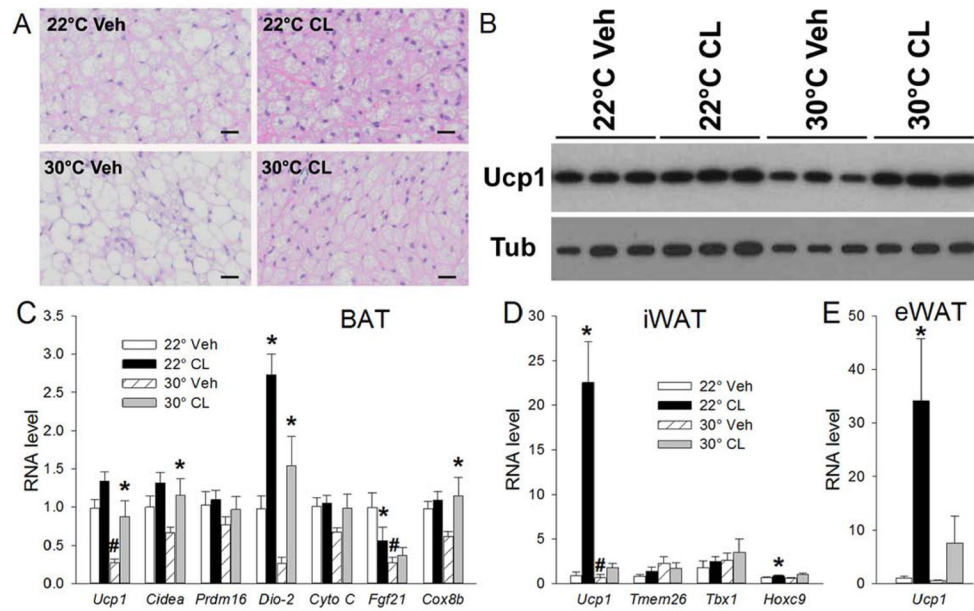 A
22°C Veh
22°C CL
30°C Veh
30°C CL
B
22°C Veh
22°C CL
30°C Veh
30°C CL
Ucp1
Tub
C
BAT
RNA level
3.5
3.0
2.5
2.0
1.5
1.0
0.5
0.0
22° Veh
22° CL
30° Veh
30° CL
* * * * * * #  #
Ucp1 Cidea Prdm16 Dio-2 Cyto C Fgf21 Cox8b
D
iWAT
RNA level
30
25
20
15
10
5
0
22° Veh
22° CL
30° Veh
30° CL
* # *
Ucp1 Tmem26 Tbx1 Hoxc9
E
eWAT
50
40
30
20
10
0
*
Ucp1